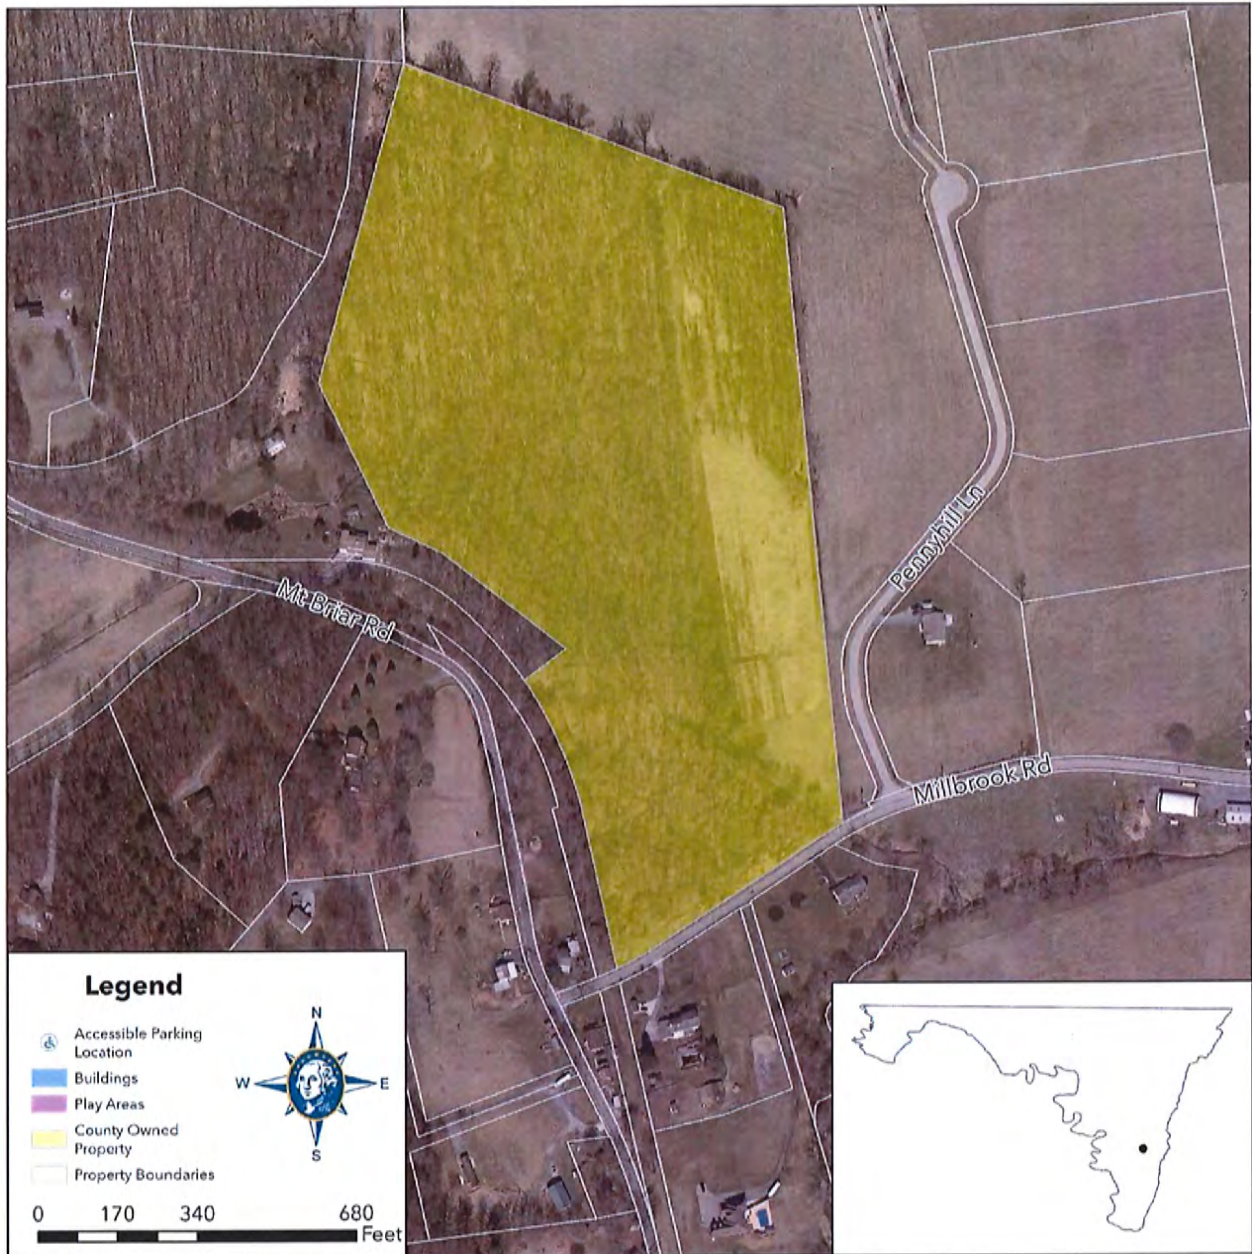 Pennyhill Ln
Mt Briar Rd
Millbrook Rd
Legend
Accessible Parking
Location
Buildings
Play Areas
County Owned
Property
Property Boundaries
N
W E
S
0 170 340 680
Feet